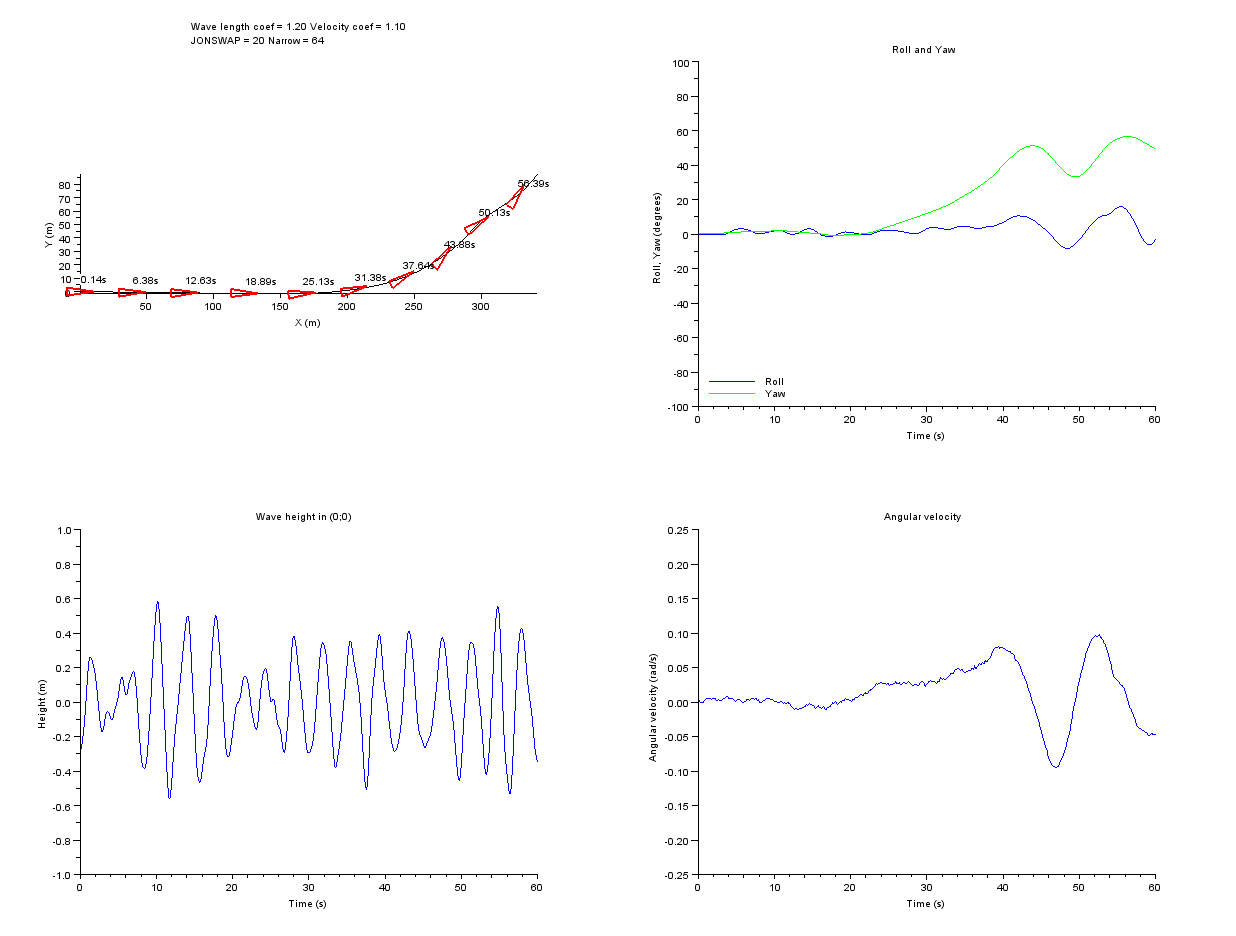 Wave length coef = 1.20 Velocity coef = 1.10
JONSWAP = 20 Narrow = 64
80
70
60
50
40
30
20
10
0
Y (m)
0.14s
6.38s
12.63s
18.89s
25.13s
31.38s
37.64s
43.88s
50.13s
56.39s
50
100
150
200
250
300
X (m)
Roll and Yaw
100
80
60
40
20
0
-20
-40
-60
-80
-100
Roll, Yaw (degrees)
Roll
Yaw
0
10
20
30
40
50
60
Time (s)
Wave height in (0;0)
1.0
0.8
0.6
0.4
0.2
0.0
-0.2
-0.4
-0.6
-0.8
-1.0
Height (m)
0
10
20
30
40
50
60
Time (s)
Angular velocity
0.25
0.20
0.15
0.10
0.05
0.00
-0.05
-0.10
-0.15
-0.20
-0.25
Angular velocity (rad/s)
0
10
20
30
40
50
60
Time (s)